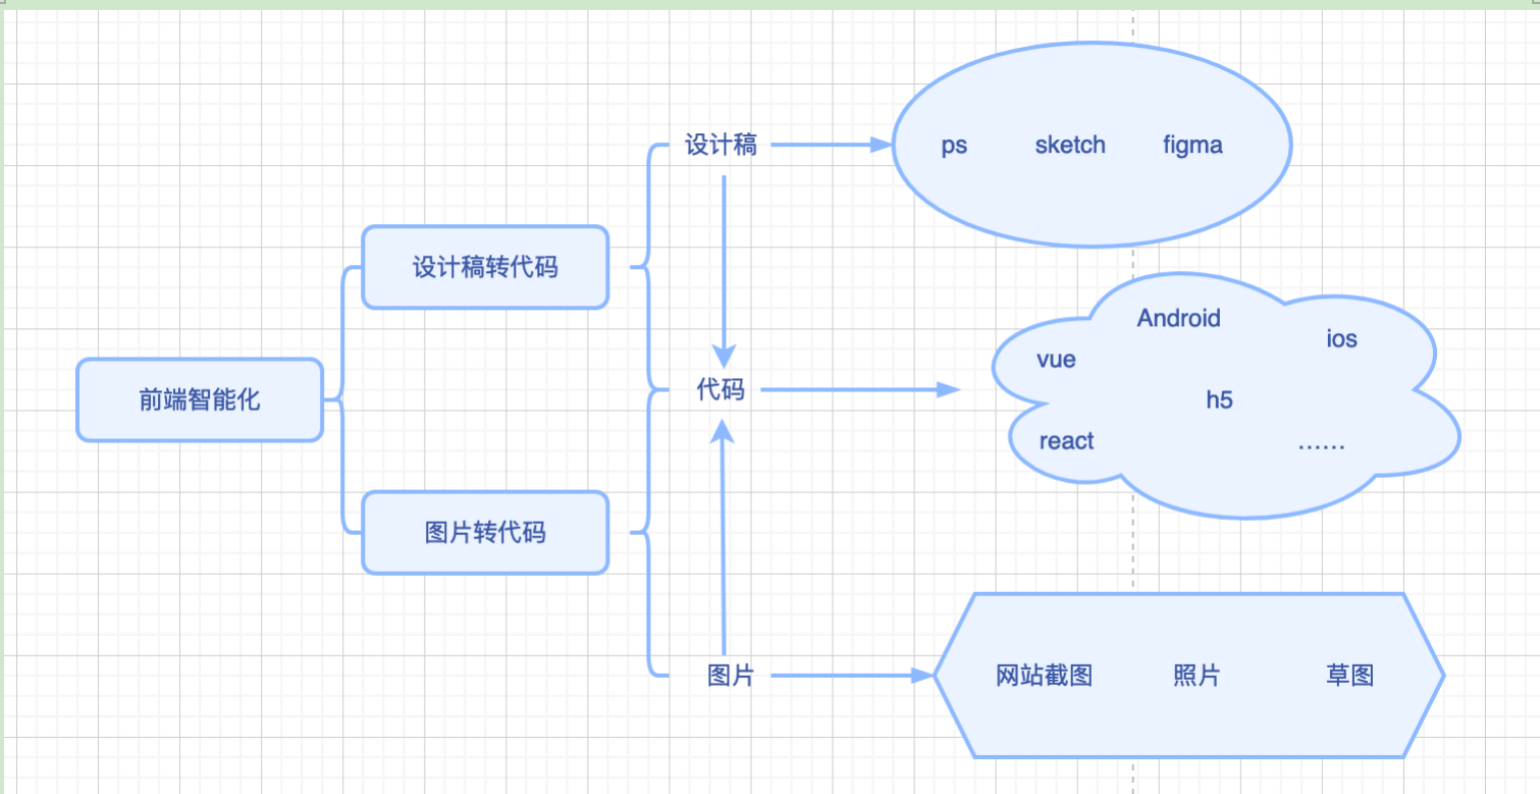 设计稿
ps sketch figma
设计稿转代码
Android
ios
vue
前端智能化
代码
h5
react
……
图片转代码
图片
网站截图 照片 草图